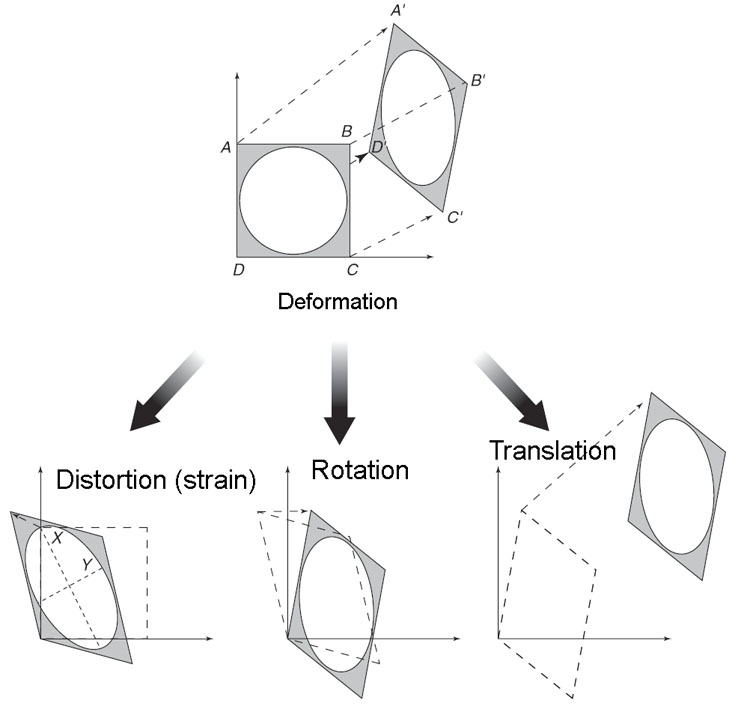 A'
B'
B
A
D'
C'
D
C
Deformation
Translation
Rotation
Distortion (strain)
X
Y